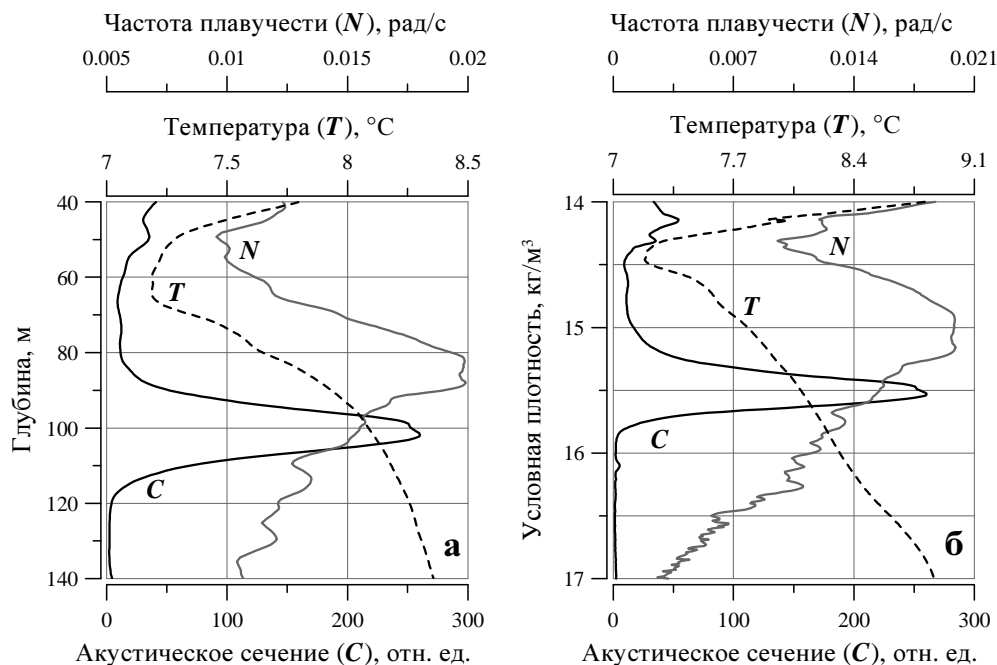 Частота плавучести (N), рад/с
0.005 0.01 0.015 0.02
Температура (T), °C
7 7.5 8 8.5
Глубина, м
40
60
80
100
120
140
N
T
C
а
0 100 200 300
Акустическое сечение (C), отн. ед.
Частота плавучести (N), рад/с
0 0.007 0.014 0.021
Температура (T), °C
7 7.7 8.4 9.1
Условная плотность, кг/м³
14
15
16
17
N
T
C
б
0 100 200 300
Акустическое сечение (C), отн. ед.